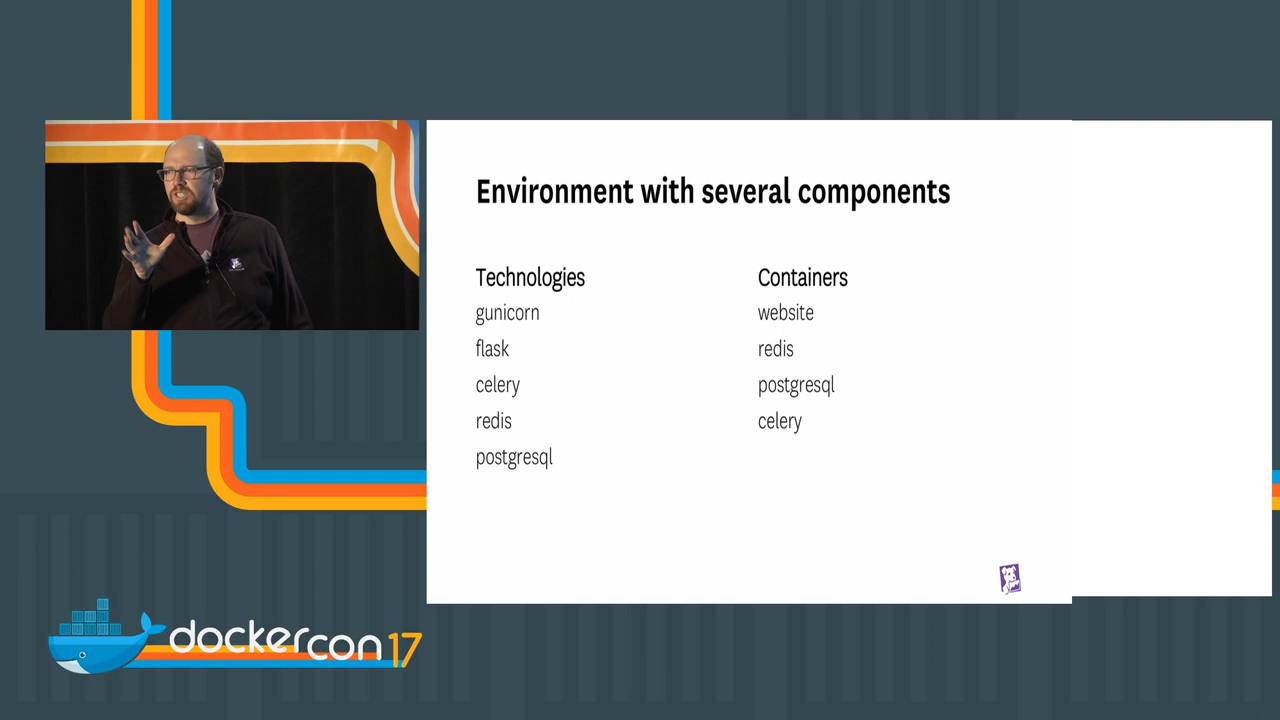 Environment with several components
Technologies
gunicorn
flask
celery
redis
postgresql
Containers
website
redis
postgresql
celery
dockercon 17